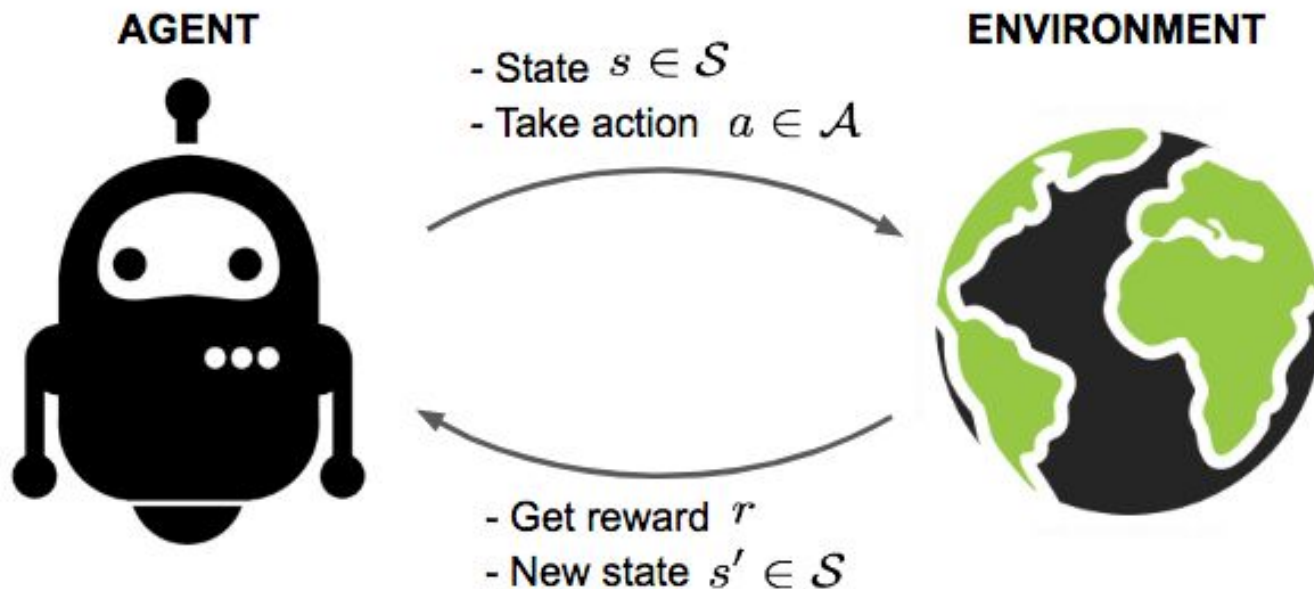 AGENT
ENVIRONMENT
- State s ∈ 𝒮
- Take action a ∈ 𝒜
- Get reward r
- New state s′ ∈ 𝒮